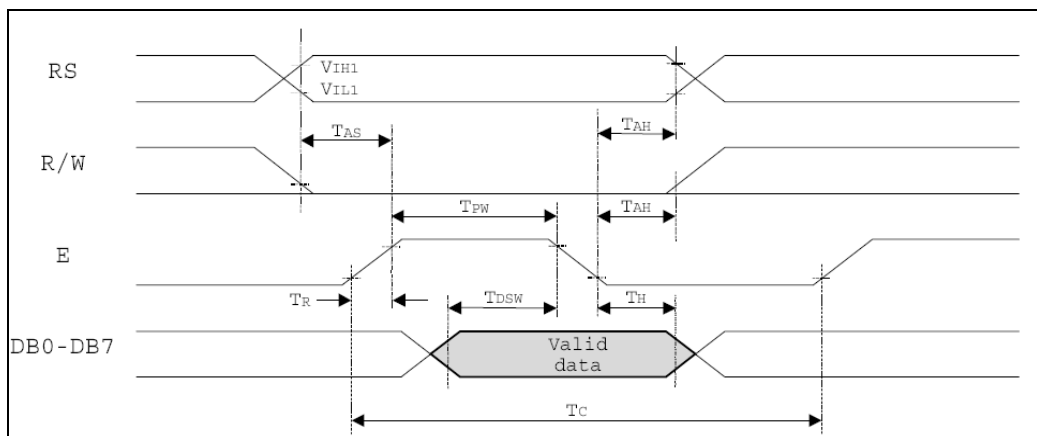 RS
VIH1
VIL1
TAS
TAH
R/W
TPW
TAH
E
TR
TDSW
TH
DB0-DB7
Valid
data
TC